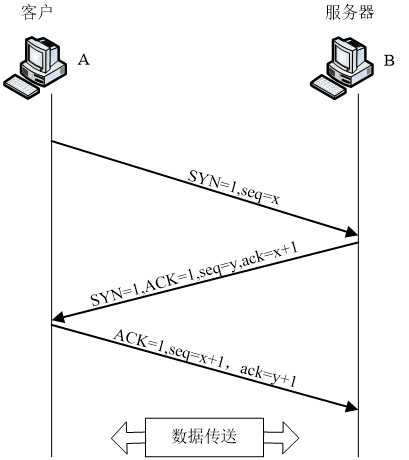 客户
服务器
A
B
SYN=1,seq=x
SYN=1,ACK=1,seq=y,ack=x+1
ACK=1,seq=x+1，ack=y+1
数据传送